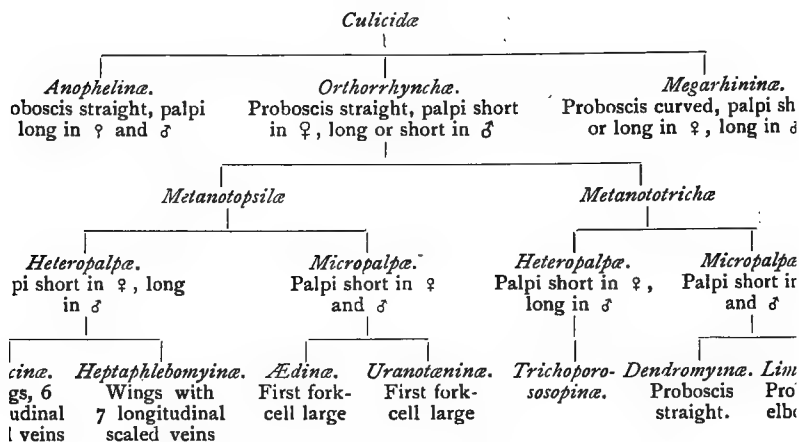 Culicidæ
Anophelinæ. Orthorrhynchæ. Megarhininæ.
oboscis straight, palpi Proboscis straight, palpi short Proboscis curved, palpi sh
long in ♀ and ♂ in ♀, long or short in ♂ or long in ♀, long in ♂
Metanotopsilæ Metanototrichæ
Heteropalpæ. Micropalpæ. Heteropalpæ. Micropalpæ
pi short in ♀, long Palpi short in ♀ Palpi short in ♀, Palpi short in
in ♂ and ♂ long in ♂ and ♂
cinæ. Heptaphlebomyinæ. Ædinæ. Uranotæninæ. Trichoporo- Dendromyinæ. Lim
gs, 6 Wings with First fork- First fork- sosopinæ. Proboscis Pro
udinal 7 longitudinal cell large cell large straight. elbo
l veins scaled veins